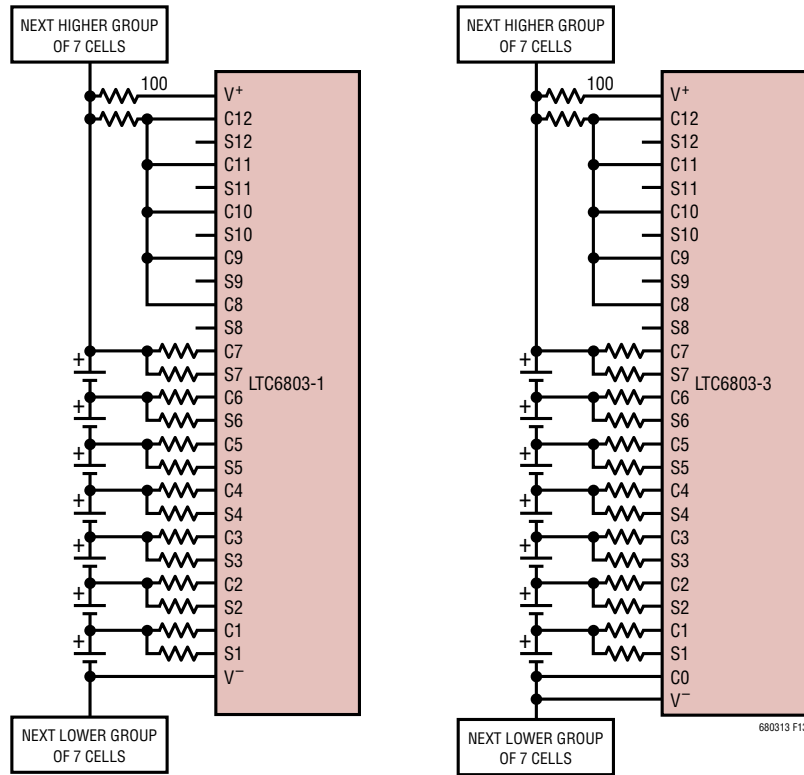 NEXT HIGHER GROUP
OF 7 CELLS
100
V+
C12
S12
C11
S11
C10
S10
C9
S9
C8
S8
C7
S7
C6
S6
C5
S5
C4
S4
C3
S3
C2
S2
C1
S1
V−
LTC6803-1
+
+
+
+
+
+
+
NEXT LOWER GROUP
OF 7 CELLS
NEXT HIGHER GROUP
OF 7 CELLS
100
V+
C12
S12
C11
S11
C10
S10
C9
S9
C8
S8
C7
S7
C6
S6
C5
S5
C4
S4
C3
S3
C2
S2
C1
S1
C0
V−
LTC6803-3
+
+
+
+
+
+
+
NEXT LOWER GROUP
OF 7 CELLS
680313 F13